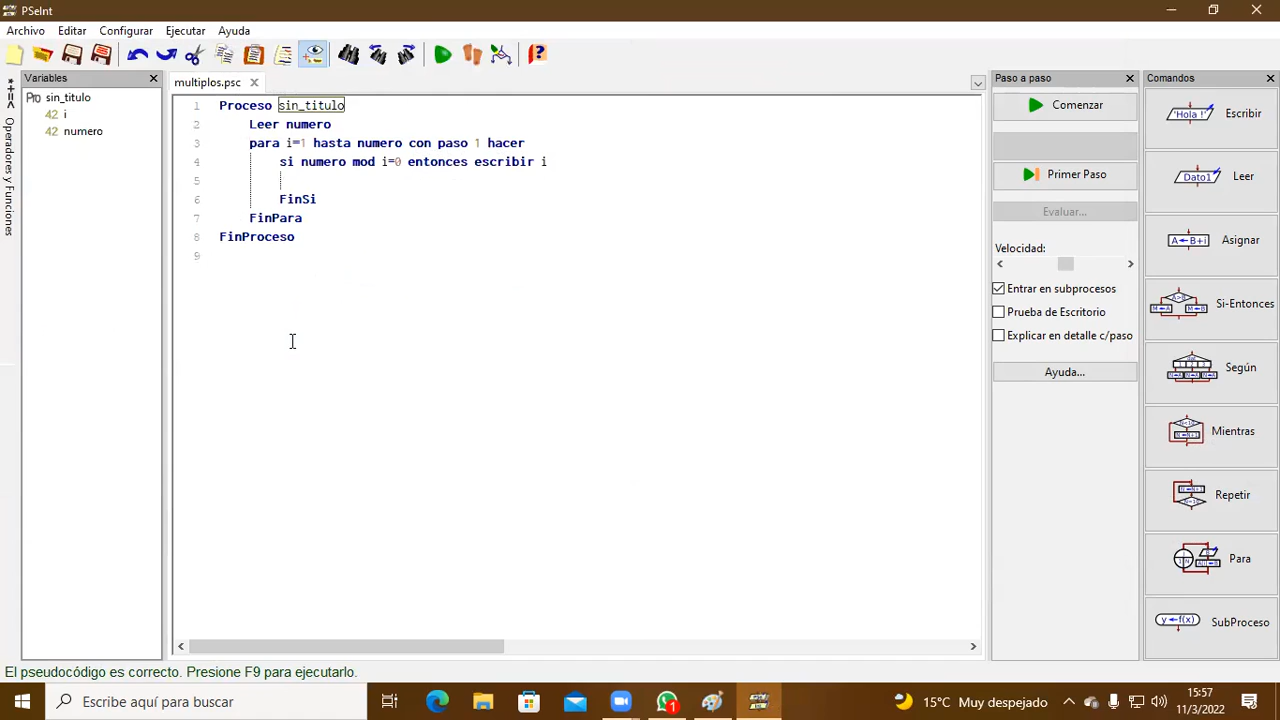 PSeInt
Archivo Editar Configurar Ejecutar Ayuda
Variables
sin_titulo
42 i
42 numero
*+=<
Operadores y Funciones
multiplos.psc
1 Proceso sin_titulo
2 Leer numero
3 para i=1 hasta numero con paso 1 hacer
4 si numero mod i=0 entonces escribir i
5
6 FinSi
7 FinPara
8 FinProceso
9
Paso a paso
Comenzar
Primer Paso
Evaluar...
Velocidad:
Entrar en subprocesos
Prueba de Escritorio
Explicar en detalle c/paso
Ayuda...
Comandos
'Hola !' Escribir
Dato1 Leer
A←B+i Asignar
Si-Entonces
Según
Mientras
Repetir
Para
y←f(x) SubProceso
El pseudocódigo es correcto. Presione F9 para ejecutarlo.
Escribe aquí para buscar
1
15°C Muy despejado
15:57
11/3/2022